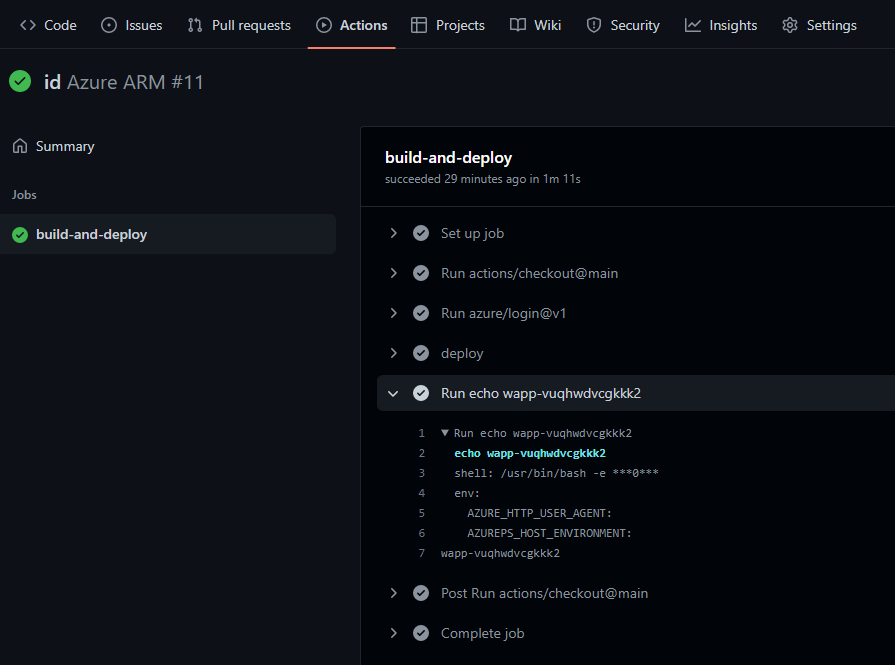 Code Issues Pull requests Actions Projects Wiki Security Insights Settings
id Azure ARM #11
Summary
Jobs
build-and-deploy
build-and-deploy
succeeded 29 minutes ago in 1m 11s
Set up job
Run actions/checkout@main
Run azure/login@v1
deploy
Run echo wapp-vuqhwdvcgkkk2
1 Run echo wapp-vuqhwdvcgkkk2
2 echo wapp-vuqhwdvcgkkk2
3 shell: /usr/bin/bash -e ***0***
4 env:
5 AZURE_HTTP_USER_AGENT:
6 AZUREPS_HOST_ENVIRONMENT:
7 wapp-vuqhwdvcgkkk2
Post Run actions/checkout@main
Complete job